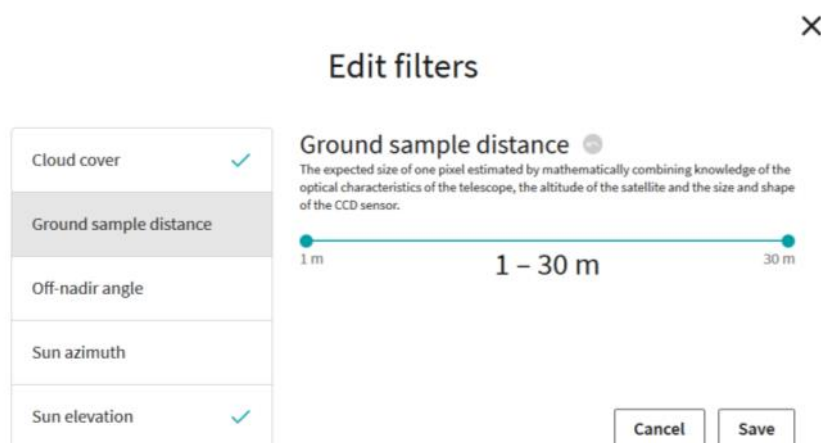 Edit filters
Cloud cover
Ground sample distance
Off-nadir angle
Sun azimuth
Sun elevation
Ground sample distance
The expected size of one pixel estimated by mathematically combining knowledge of the
optical characteristics of the telescope, the altitude of the satellite and the size and shape
of the CCD sensor.
1 m
1 – 30 m
30 m
Cancel
Save